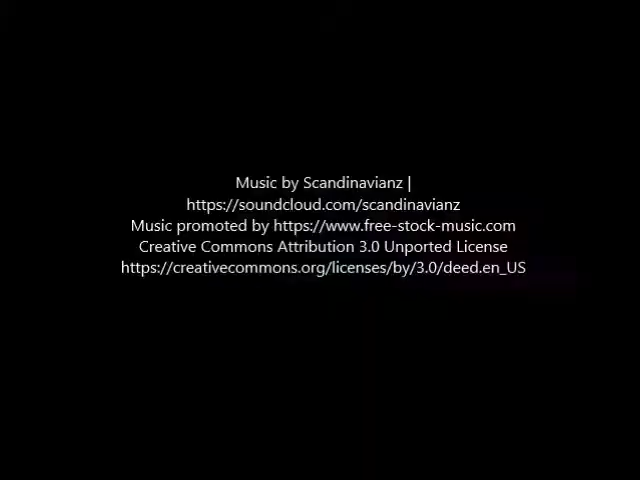 Music by Scandinavianz |
https://soundcloud.com/scandinavianz
Music promoted by https://www.free-stock-music.com
Creative Commons Attribution 3.0 Unported License
https://creativecommons.org/licenses/by/3.0/deed.en_US